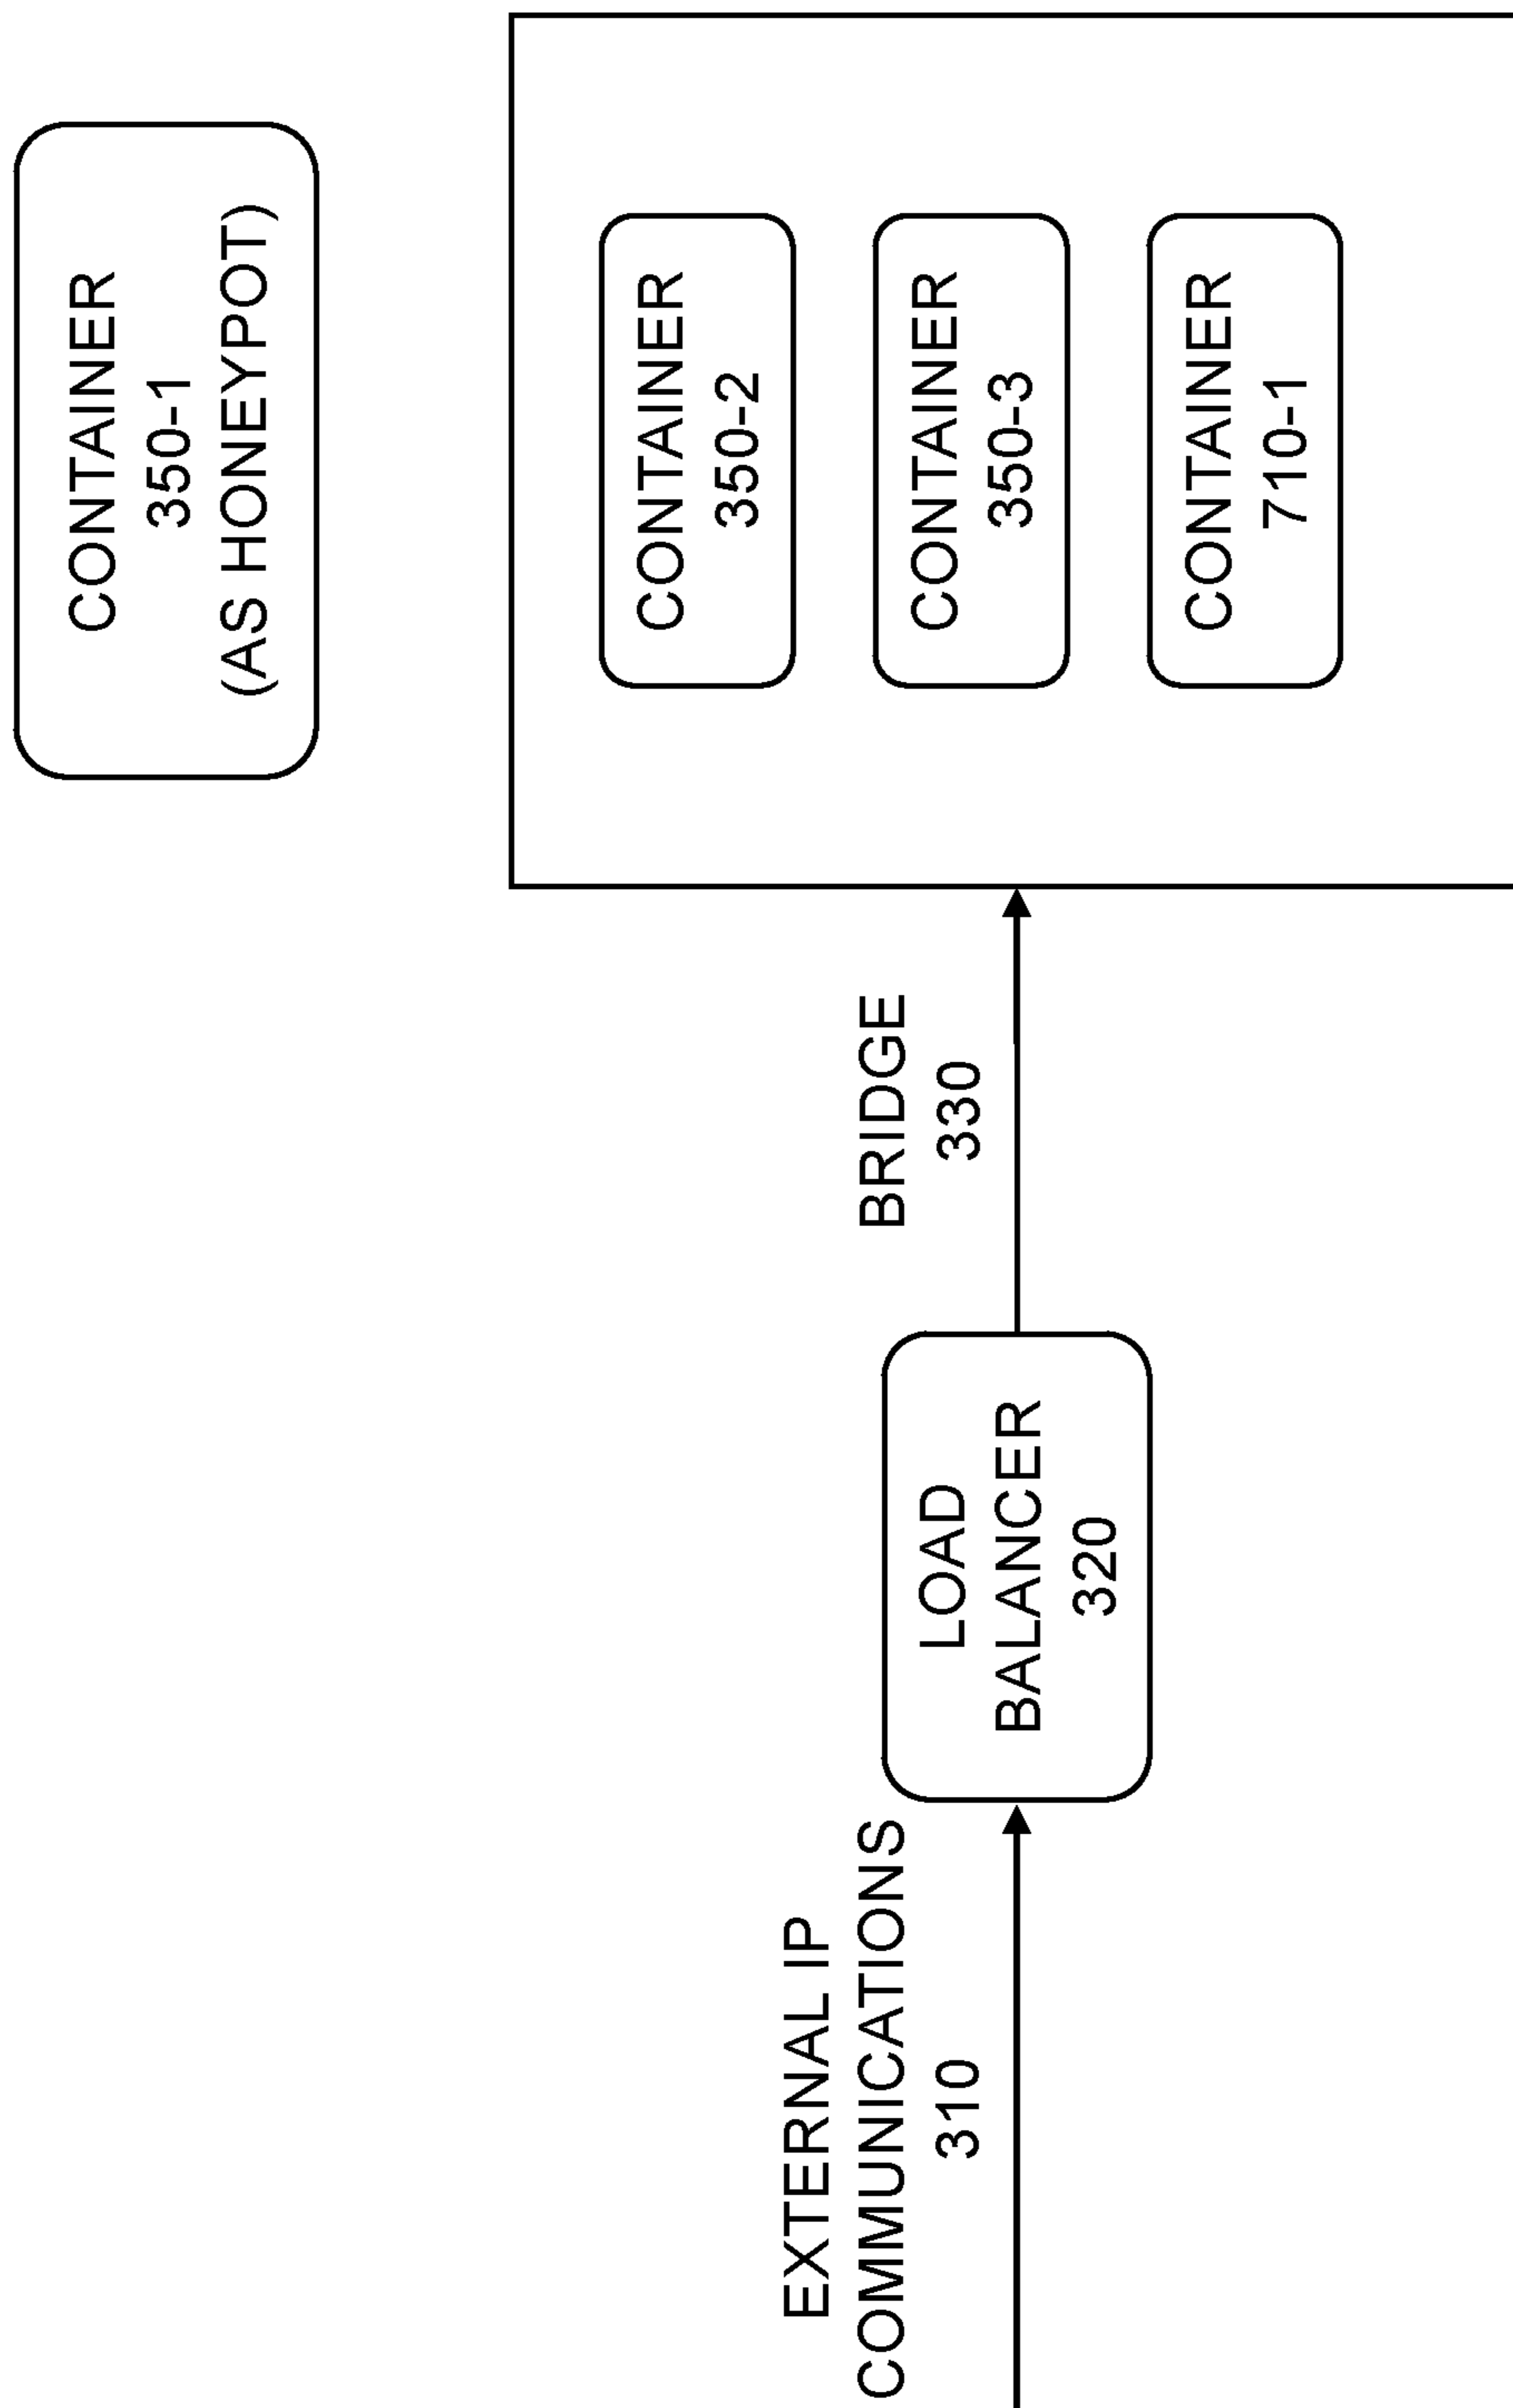 CONTAINER
350-1
(AS HONEYPOT)
EXTERNAL IP
COMMUNICATIONS
310
LOAD
BALANCER
320
BRIDGE
330
CONTAINER
350-2
CONTAINER
350-3
CONTAINER
710-1